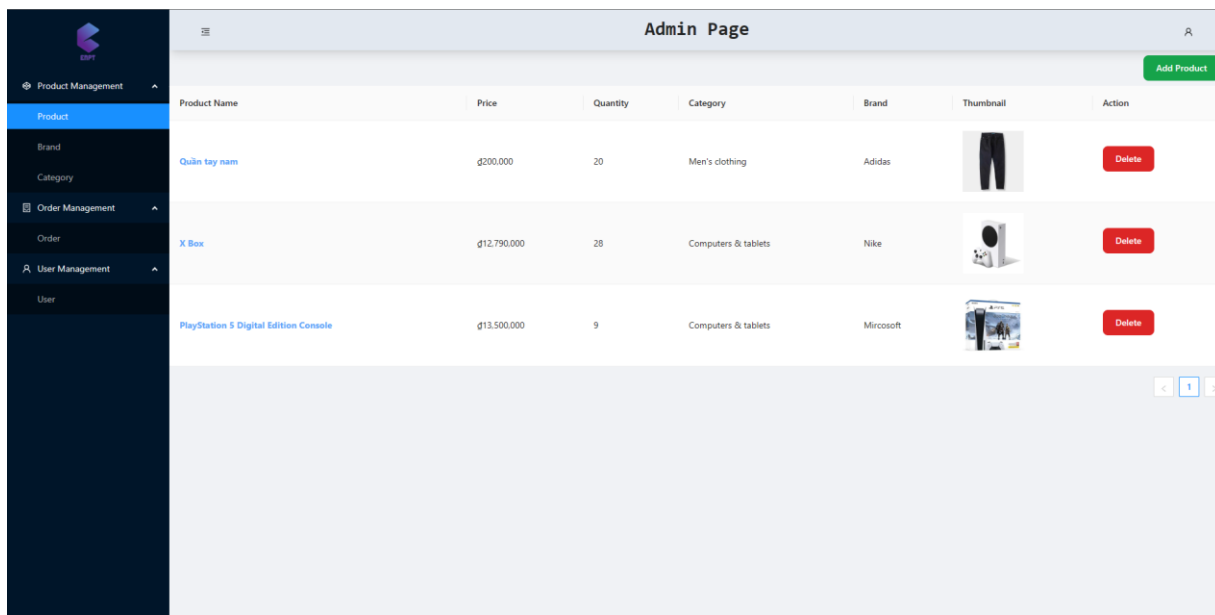 Admin Page
Add Product
Product Management
Product
Brand
Category
Order Management
Order
User Management
User
Product Name Price Quantity Category Brand Thumbnail Action
Quần tay nam ₫200.000 20 Men's clothing Adidas Delete
X Box ₫12.790.000 28 Computers & tablets Nike Delete
PlayStation 5 Digital Edition Console ₫13.500.000 9 Computers & tablets Mircosoft Delete
< 1 >